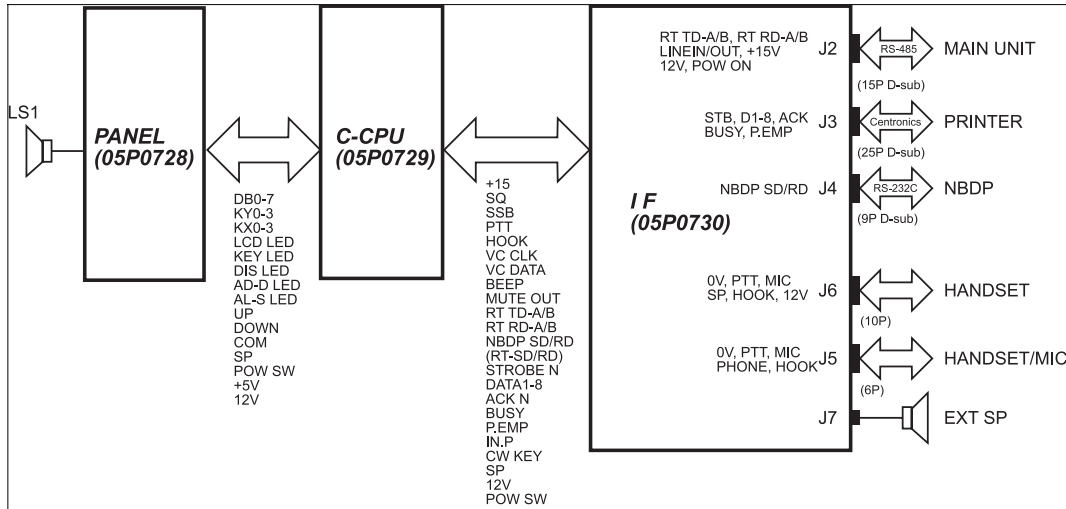 LS1
PANEL
(05P0728)
DB0-7
KY0-3
KX0-3
LCD LED
KEY LED
DIS LED
AD-D LED
AL-S LED
UP
DOWN
COM
SP
POW SW
+5V
12V
C-CPU
(05P0729)
+15
SQ
SSB
PTT
HOOK
VC CLK
VC DATA
BEEP
MUTE OUT
RT TD-A/B
RT RD-A/B
NBDP SD/RD
(RT-SD/RD)
STROBE N
DATA1-8
ACK N
BUSY
P.EMP
IN.P
CW KEY
SP
12V
POW SW
I F
(05P0730)
RT TD-A/B, RT RD-A/B
LINEIN/OUT, +15V
12V, POW ON
J2
RS-485
(15P D-sub)
MAIN UNIT
STB, D1-8, ACK
BUSY, P.EMP
J3
Centronics
(25P D-sub)
PRINTER
NBDP SD/RD
J4
RS-232C
(9P D-sub)
NBDP
0V, PTT, MIC
SP, HOOK, 12V
J6
(10P)
HANDSET
0V, PTT, MIC
PHONE, HOOK
J5
(6P)
HANDSET/MIC
J7
EXT SP